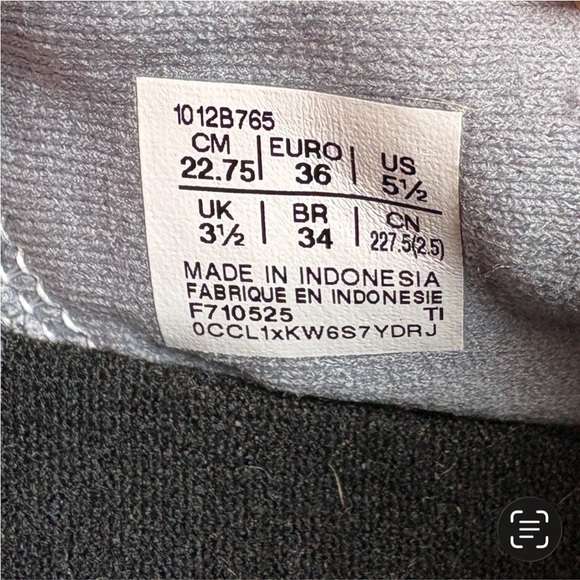 1012B765
CM | EURO | US
22.75 | 36 | 5½
UK | BR | CN
3½ | 34 | 227.5(2.5)
MADE IN INDONESIA
FABRIQUE EN INDONESIE
F710525 TI
0CCL1xKW6S7YDRJ